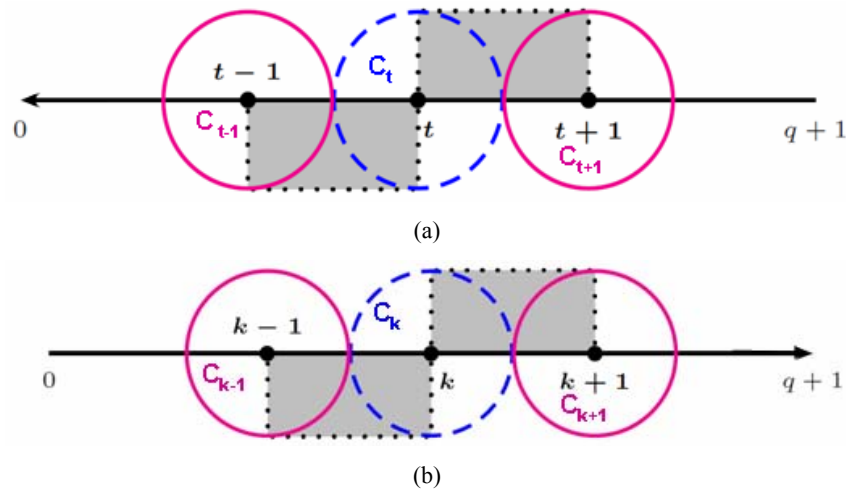 t − 1
C_t
0
C_{t-1}
t
t + 1
q + 1
C_{t+1}
(a)
C_k
k − 1
0
C_{k-1}
k
k + 1
q + 1
C_{k+1}
(b)